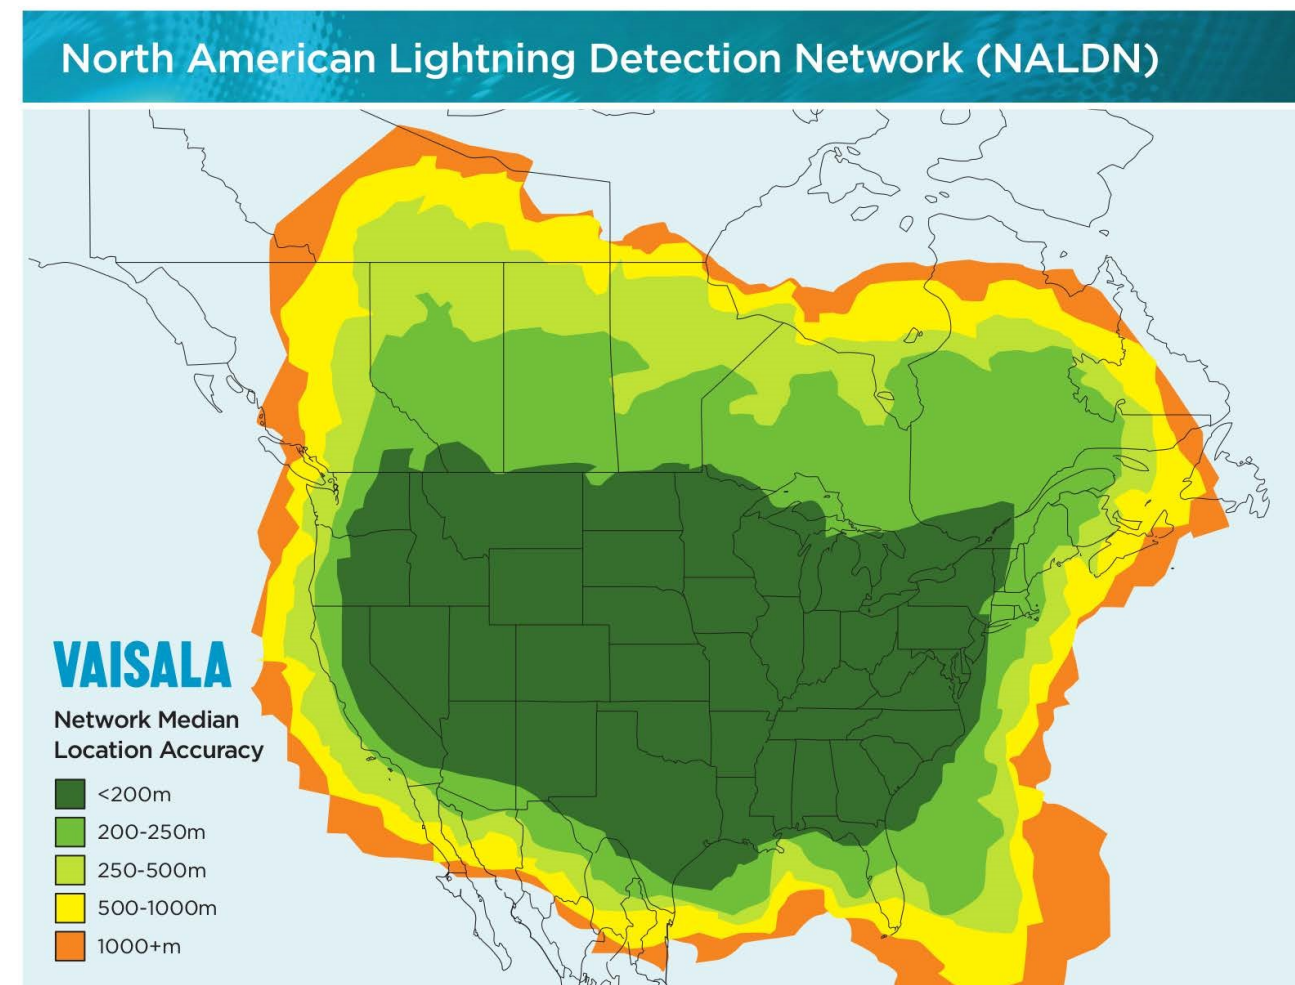 North American Lightning Detection Network (NALDN)
VAISALA
Network Median
Location Accuracy
<200m
200-250m
250-500m
500-1000m
1000+m